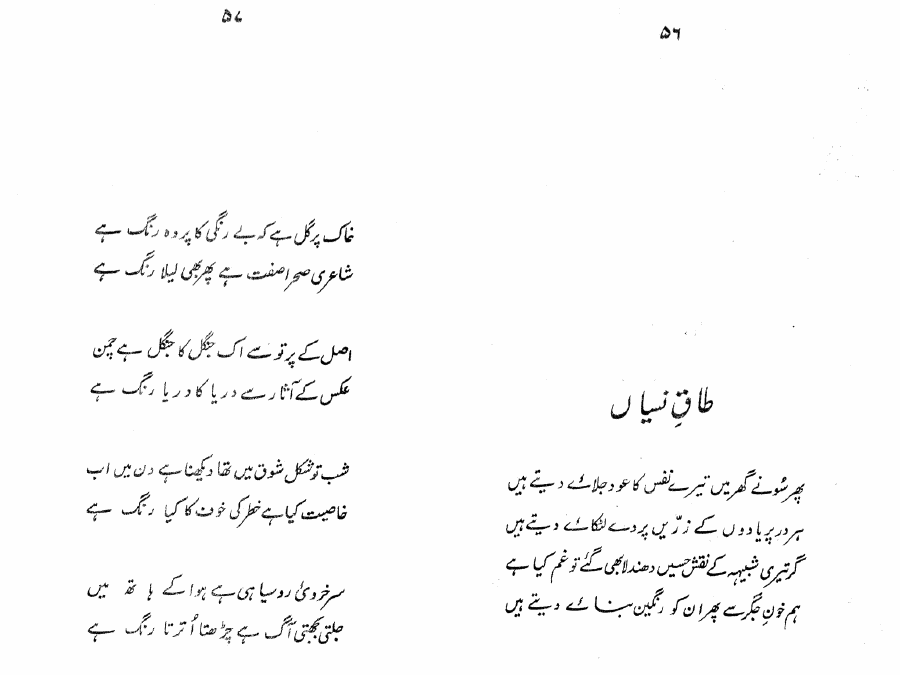 ۵۶
طاقِ نسیاں
پھر سُونے گھر میں تیرے نفس کا عود جلائے دیتے ہیں
ہر در پر یادوں کے زرّیں پردے لٹکائے دیتے ہیں
گر تیری شبیہہ کے نقش حسیں دھندلا بھی گئے تو غم کیا ہے
ہم خونِ جگر سے پھر ان کو رنگین بنائے دیتے ہیں
۵۷
خاک پر گل ہے کہ بے رنگی کا پردہ رنگ ہے
شاعری صحرا صفت ہے پھر بھی لیلا رنگ ہے
اصل کے پرتو سے اک جنگل کا جنگل ہے چمن
عکس کے آثار سے دریا کا دریا رنگ ہے
شب تو شکل شوق میں تھا دیکھنا ہے دن میں اب
خاصیت کیا ہے خطر کی خوف کا کیا رنگ ہے
سرخروئی روسیاہی ہے ہوا کے ہاتھ میں
جلتی بجھتی آگ ہے چڑھتا اُترتا رنگ ہے